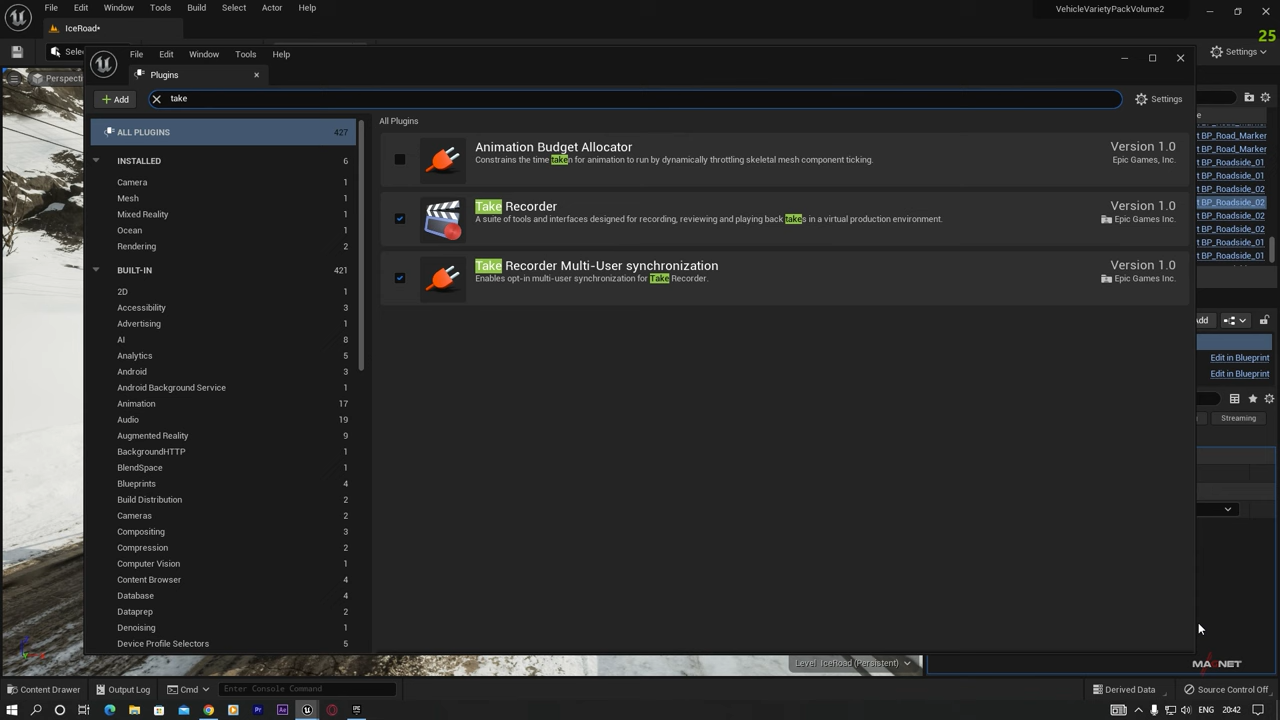 File Edit Window Tools Build Select Actor Help
VehicleVarietyPackVolume2
IceRoad*
25
Settings
File Edit Window Tools Help
Perspecti
Plugins
Add
take
Settings
ALL PLUGINS 427
INSTALLED 6
Camera 1
Mesh 1
Mixed Reality 1
Ocean 1
Rendering 2
BUILT-IN 421
2D 1
Accessibility 3
Advertising 1
AI 8
Analytics 5
Android 3
Android Background Service 1
Animation 17
Audio 19
Augmented Reality 9
BackgroundHTTP 1
BlendSpace 1
Blueprints 4
Build Distribution 2
Cameras 2
Compositing 3
Compression 2
Computer Vision 1
Content Browser 4
Database 4
Dataprep 2
Denoising 1
Device Profile Selectors 5
All Plugins
Animation Budget Allocator
Version 1.0
Constrains the time taken for animation to run by dynamically throttling skeletal mesh component ticking.
Epic Games, Inc.
Take Recorder
Version 1.0
A suite of tools and interfaces designed for recording, reviewing and playing back takes in a virtual production environment.
Epic Games Inc.
Take Recorder Multi-User synchronization
Version 1.0
Enables opt-in multi-user synchronization for Take Recorder.
Epic Games Inc.
BP_Road_Marker
BP_Road_Marker
BP_Roadside_01
BP_Roadside_01
BP_Roadside_02
BP_Roadside_02
BP_Roadside_02
BP_Roadside_02
BP_Roadside_01
BP_Roadside_01
Edit in Blueprint
Edit in Blueprint
Streaming
Level: IceRoad (Persistent)
MAGNET
Content Drawer
Output Log
Cmd
Enter Console Command
Derived Data
Source Control Off
ENG 20:42